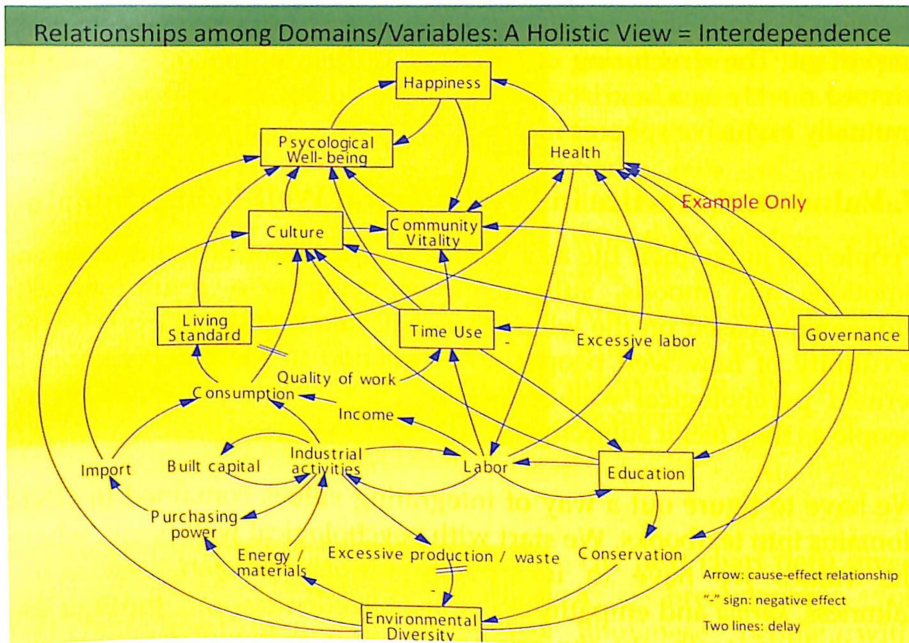 Relationships among Domains/Variables: A Holistic View = Interdependence
Happiness
Psycological
Well-being
Health
Example Only
Culture
Community
Vitality
-
-
Living
Standard
Time Use
-
Excessive labor
Governance
Quality of work
Consumption
Income
Import
Built capital
Industrial
activities
Labor
Education
Purchasing
power
Energy /
materials
Excessive production / waste
Conservation
-
Environmental
Diversity
Arrow: cause-effect relationship
"-" sign: negative effect
Two lines: delay